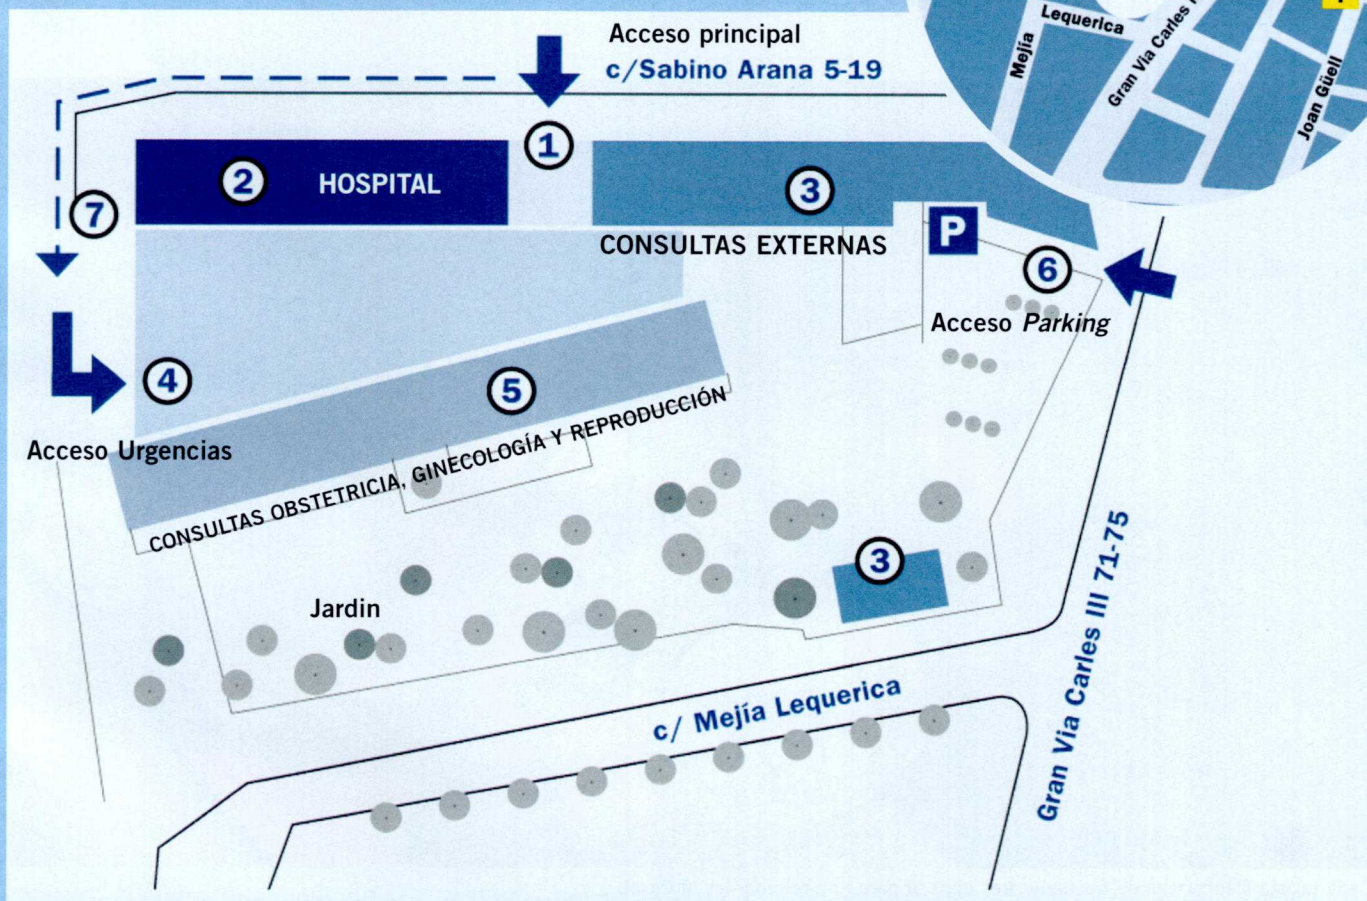 Acceso principal
c/Sabino Arana 5-19
Lequerica
Mejía
Gran Via Carles
Joan Güell
1
2
HOSPITAL
3
7
CONSULTAS EXTERNAS
P
6
Acceso Parking
4
5
Acceso Urgencias
CONSULTAS OBSTETRICIA, GINECOLOGÍA Y REPRODUCCIÓN
3
Jardin
c/ Mejía Lequerica
Gran Via Carles III 71-75